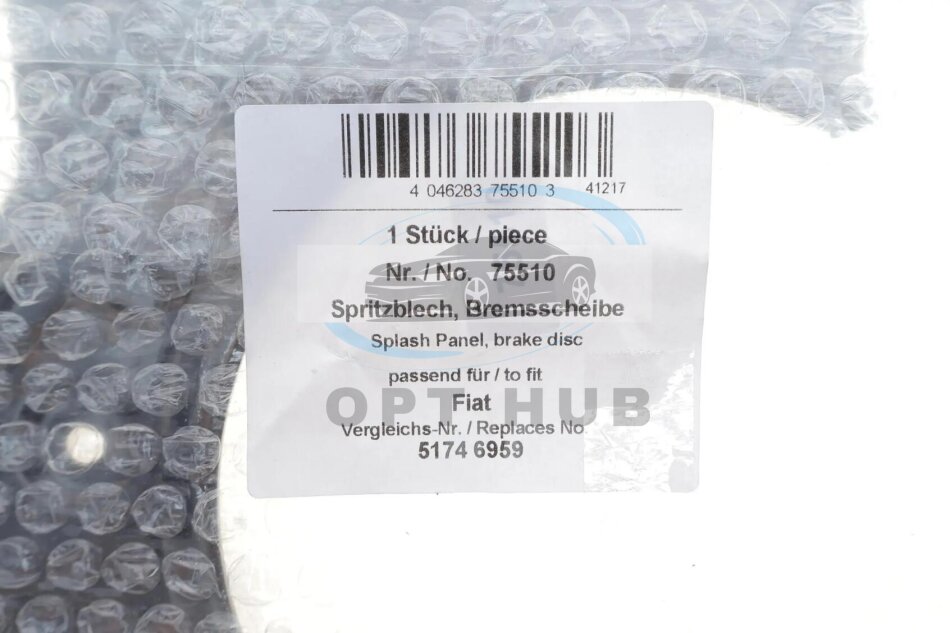 4 046283 75510 3 41217
1 Stück / piece
Nr. / No. 75510
Spritzblech, Bremsscheibe
Splash Panel, brake disc
passend für / to fit
Fiat
OPT HUB
Vergleichs-Nr. / Replaces No
5174 6959